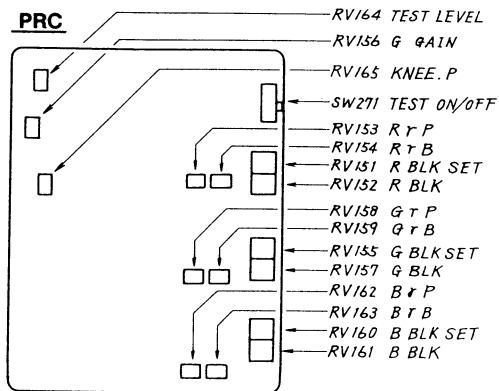 PRC
RV164 TEST LEVEL
RV156 G GAIN
RV165 KNEE.P
SW271 TEST ON/OFF
RV153 R γ P
RV154 R γ B
RV151 R BLK SET
RV152 R BLK
RV158 G γ P
RV159 G γ B
RV155 G BLK SET
RV157 G BLK
RV162 B γ P
RV163 B γ B
RV160 B BLK SET
RV161 B BLK